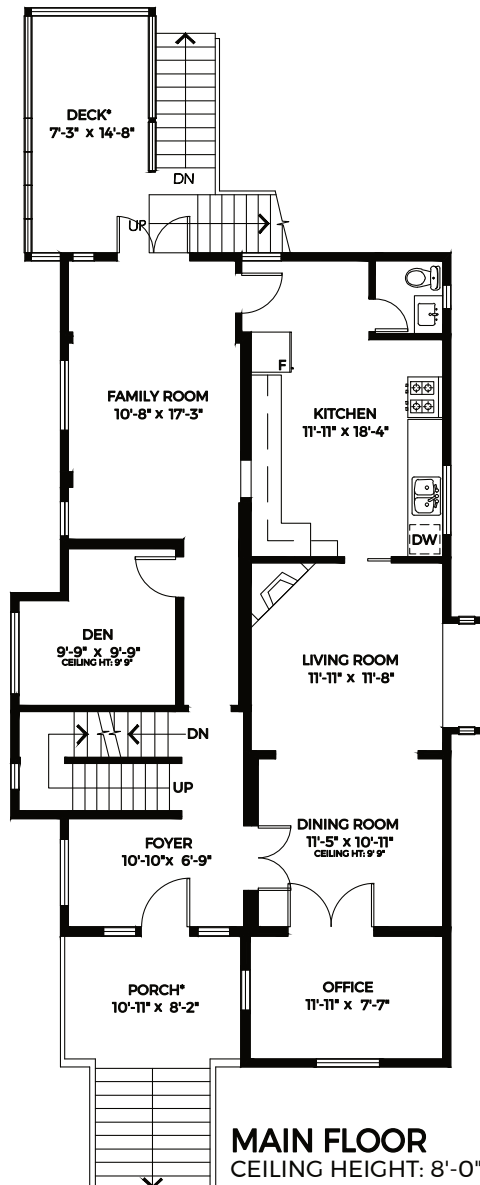 DECK*
7'-3" x 14'-8"
DN
UP
F.
FAMILY ROOM
10'-8" x 17'-3"
KITCHEN
11'-11" x 18'-4"
DW
DEN
9'-9" x 9'-9"
CEILING HT: 9' 9"
LIVING ROOM
11'-11" x 11'-8"
DN
UP
FOYER
10'-10"x 6'-9"
DINING ROOM
11'-5" x 10'-11"
CEILING HT: 9' 9"
PORCH*
10'-11" x 8'-2"
OFFICE
11'-11" x 7'-7"
MAIN FLOOR
CEILING HEIGHT: 8'-0"